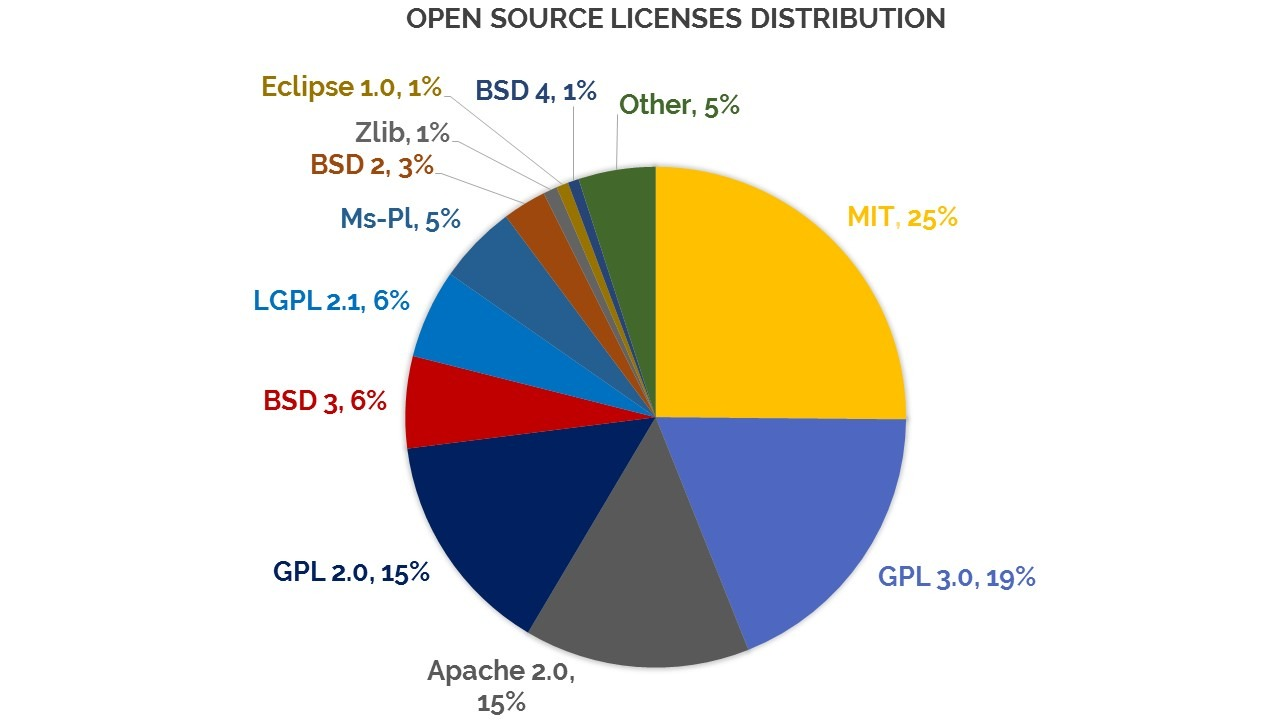 OPEN SOURCE LICENSES DISTRIBUTION
Eclipse 1.0, 1%
BSD 4, 1%
Other, 5%
Zlib, 1%
BSD 2, 3%
Ms-Pl, 5%
MIT, 25%
LGPL 2.1, 6%
BSD 3, 6%
GPL 2.0, 15%
GPL 3.0, 19%
Apache 2.0,
15%